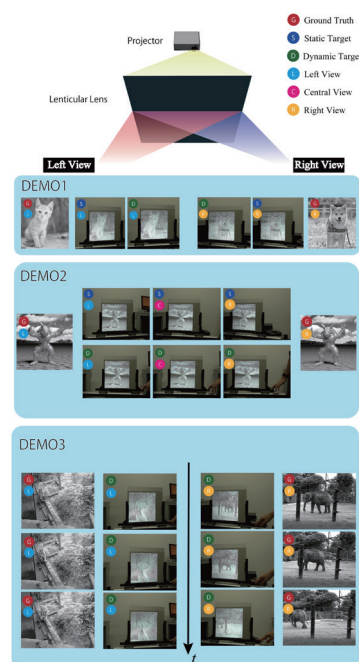 Projector
Lenticular Lens
G Ground Truth
S Static Target
D Dynamic Target
L Left View
C Central View
R Right View
Left View
Right View
DEMO1
G
L
S
L
D
L
D
R
S
R
G
R
DEMO2
G
L
S
L
S
C
S
R
G
R
D
L
D
C
D
R
DEMO3
G
L
D
L
D
R
G
R
G
L
D
L
D
R
G
R
G
L
D
L
D
R
G
R
t